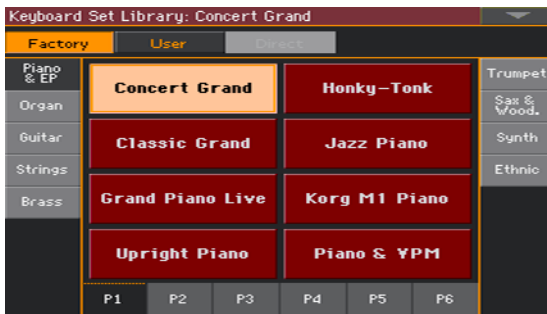 Keyboard Set Library: Concert Grand
Factory User Direct
Piano & EP
Organ
Guitar
Strings
Brass
Concert Grand
Honky-Tonk
Classic Grand
Jazz Piano
Grand Piano Live
Korg M1 Piano
Upright Piano
Piano & VPM
Trumpet
Sax & Wood.
Synth
Ethnic
P1 P2 P3 P4 P5 P6